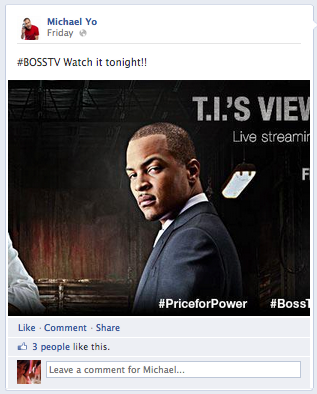 Michael Yo
Friday
#BOSSTV Watch it tonight!!
T.I.'S VIEW
Live streamin
F
#PriceforPower #BossT
Like · Comment · Share
3 people like this.
Leave a comment for Michael...